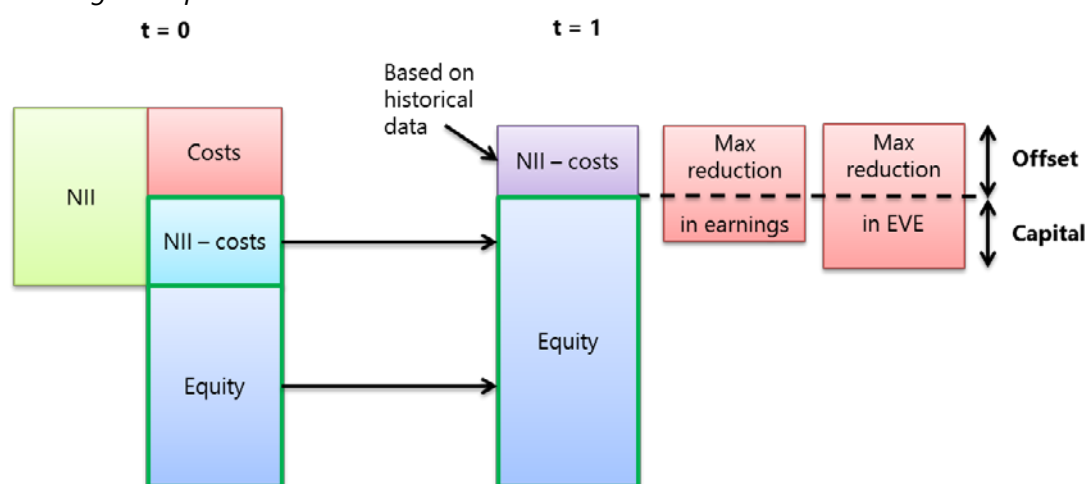 t = 0
t = 1
Based on
historical
data
NII
Costs
NII – costs
Equity
NII – costs
Equity
Max
reduction
in earnings
Max
reduction
in EVE
Offset
Capital